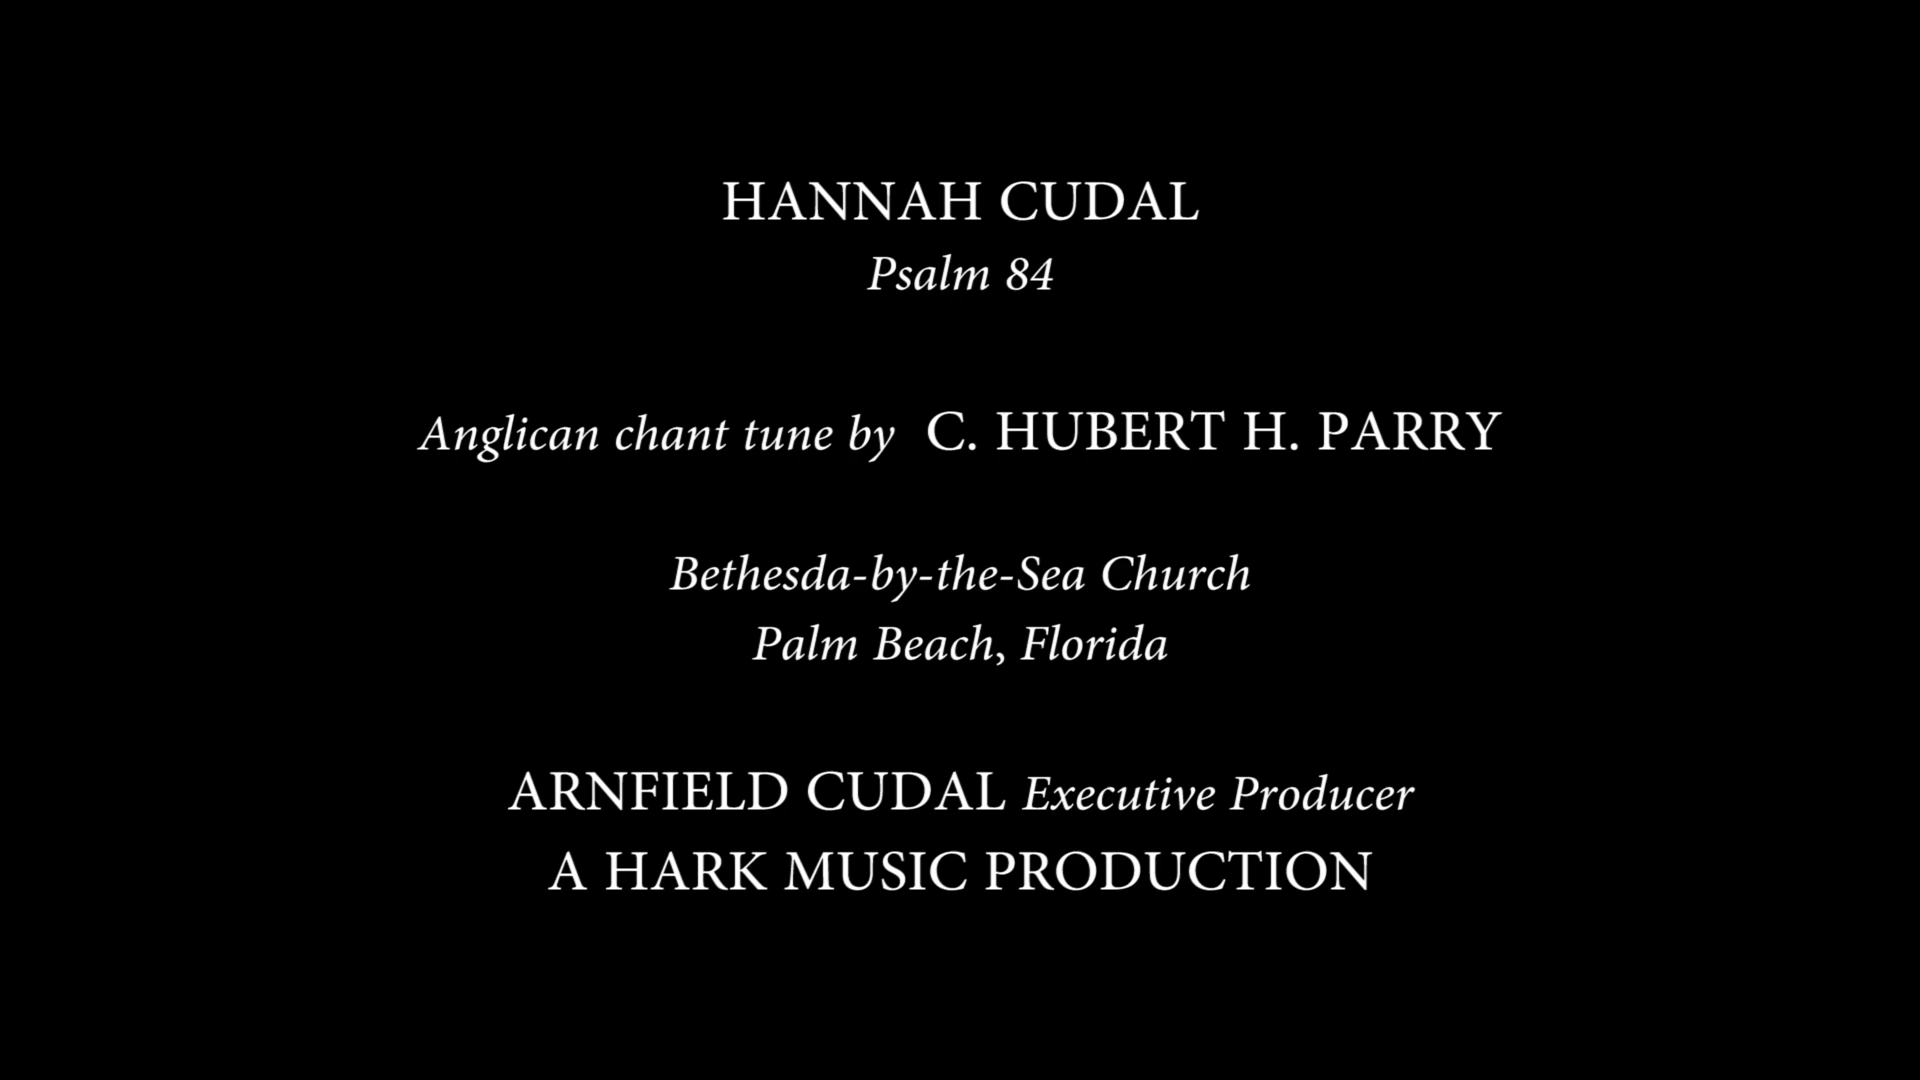 HANNAH CUDAL
Psalm 84
Anglican chant tune by C. HUBERT H. PARRY
Bethesda-by-the-Sea Church
Palm Beach, Florida
ARNFIELD CUDAL Executive Producer
A HARK MUSIC PRODUCTION